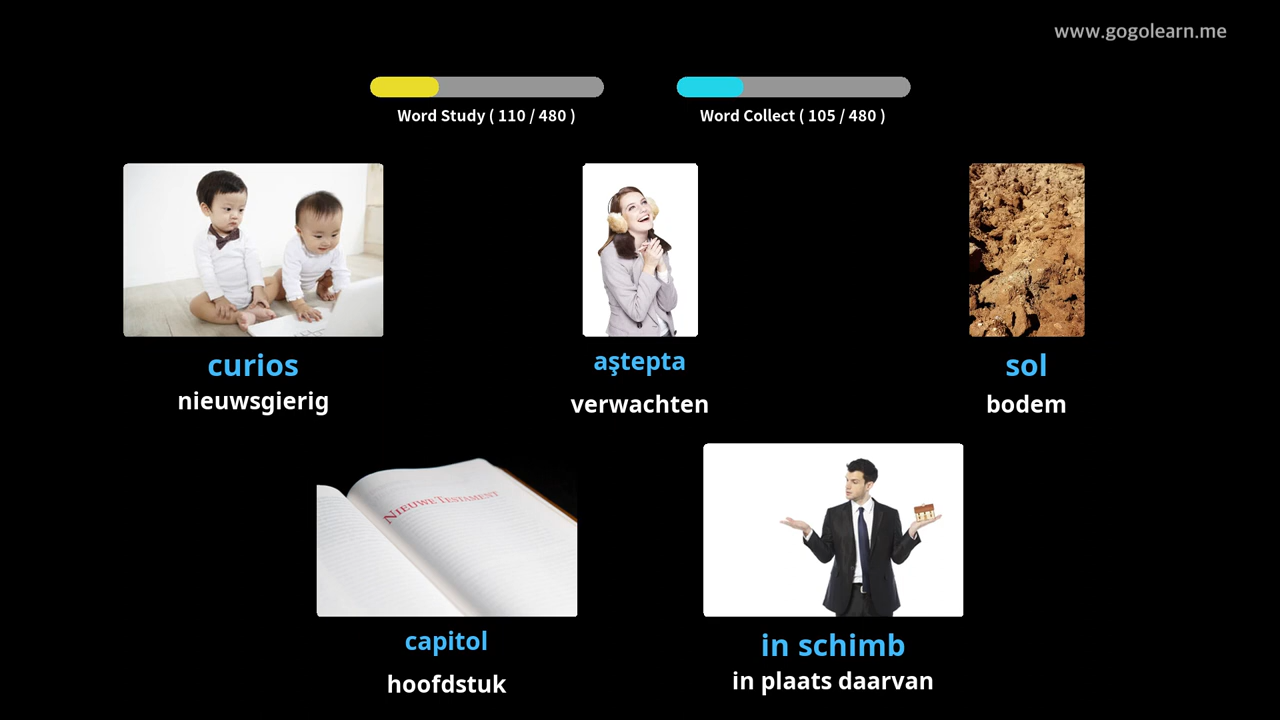 www.gogolearn.me
Word Study ( 110 / 480 )
Word Collect ( 105 / 480 )
curios
nieuwsgierig
aştepta
verwachten
sol
bodem
NIEUWE TESTAMENT
capitol
hoofdstuk
in schimb
in plaats daarvan